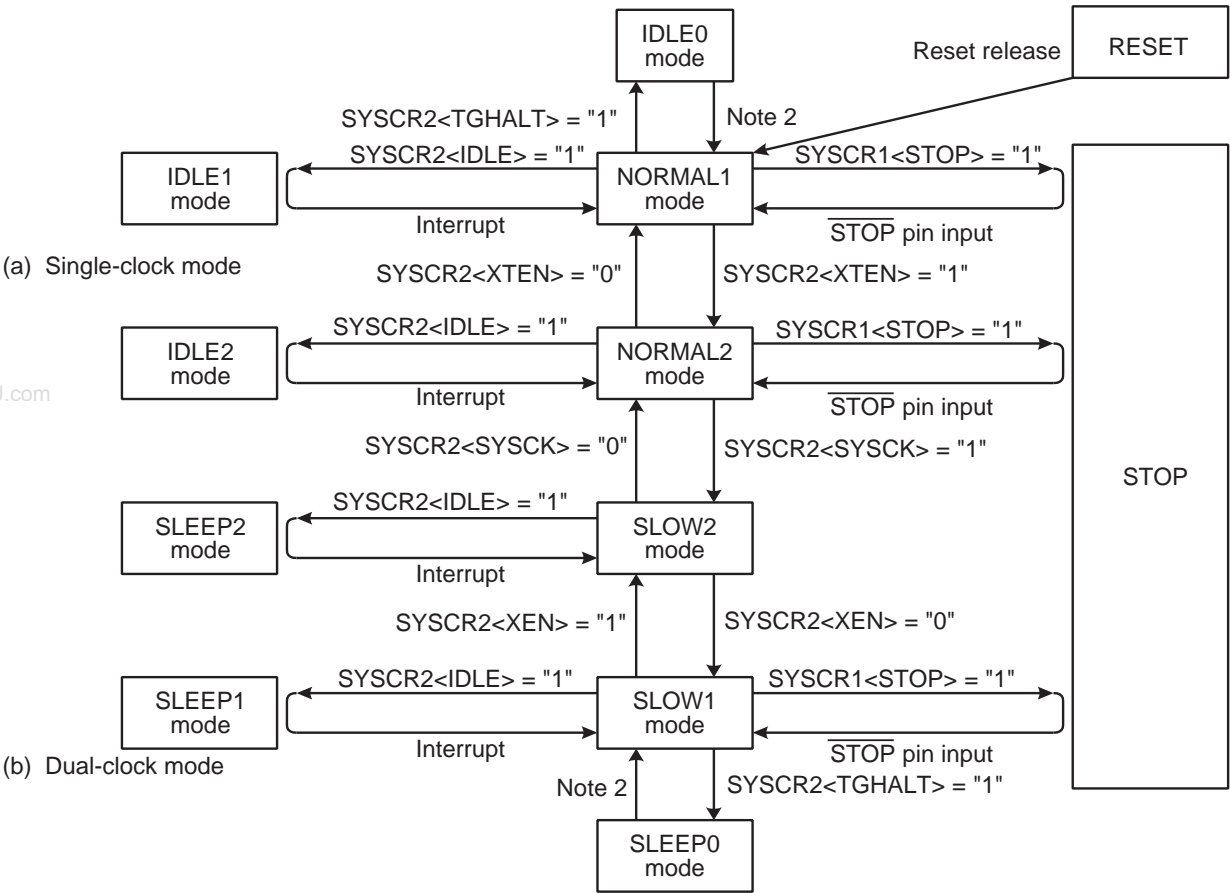 IDLE0
mode
Reset release
RESET
SYSCR2<TGHALT> = "1"
Note 2
IDLE1
mode
SYSCR2<IDLE> = "1"
Interrupt
NORMAL1
mode
SYSCR1<STOP> = "1"
STOP pin input
(a) Single-clock mode
SYSCR2<XTEN> = "0"
SYSCR2<XTEN> = "1"
IDLE2
mode
SYSCR2<IDLE> = "1"
Interrupt
NORMAL2
mode
SYSCR1<STOP> = "1"
STOP pin input
J.com
SYSCR2<SYSCK> = "0"
SYSCR2<SYSCK> = "1"
STOP
SLEEP2
mode
SYSCR2<IDLE> = "1"
Interrupt
SLOW2
mode
SYSCR2<XEN> = "1"
SYSCR2<XEN> = "0"
SLEEP1
mode
SYSCR2<IDLE> = "1"
Interrupt
SLOW1
mode
SYSCR1<STOP> = "1"
STOP pin input
(b) Dual-clock mode
Note 2
SYSCR2<TGHALT> = "1"
SLEEP0
mode